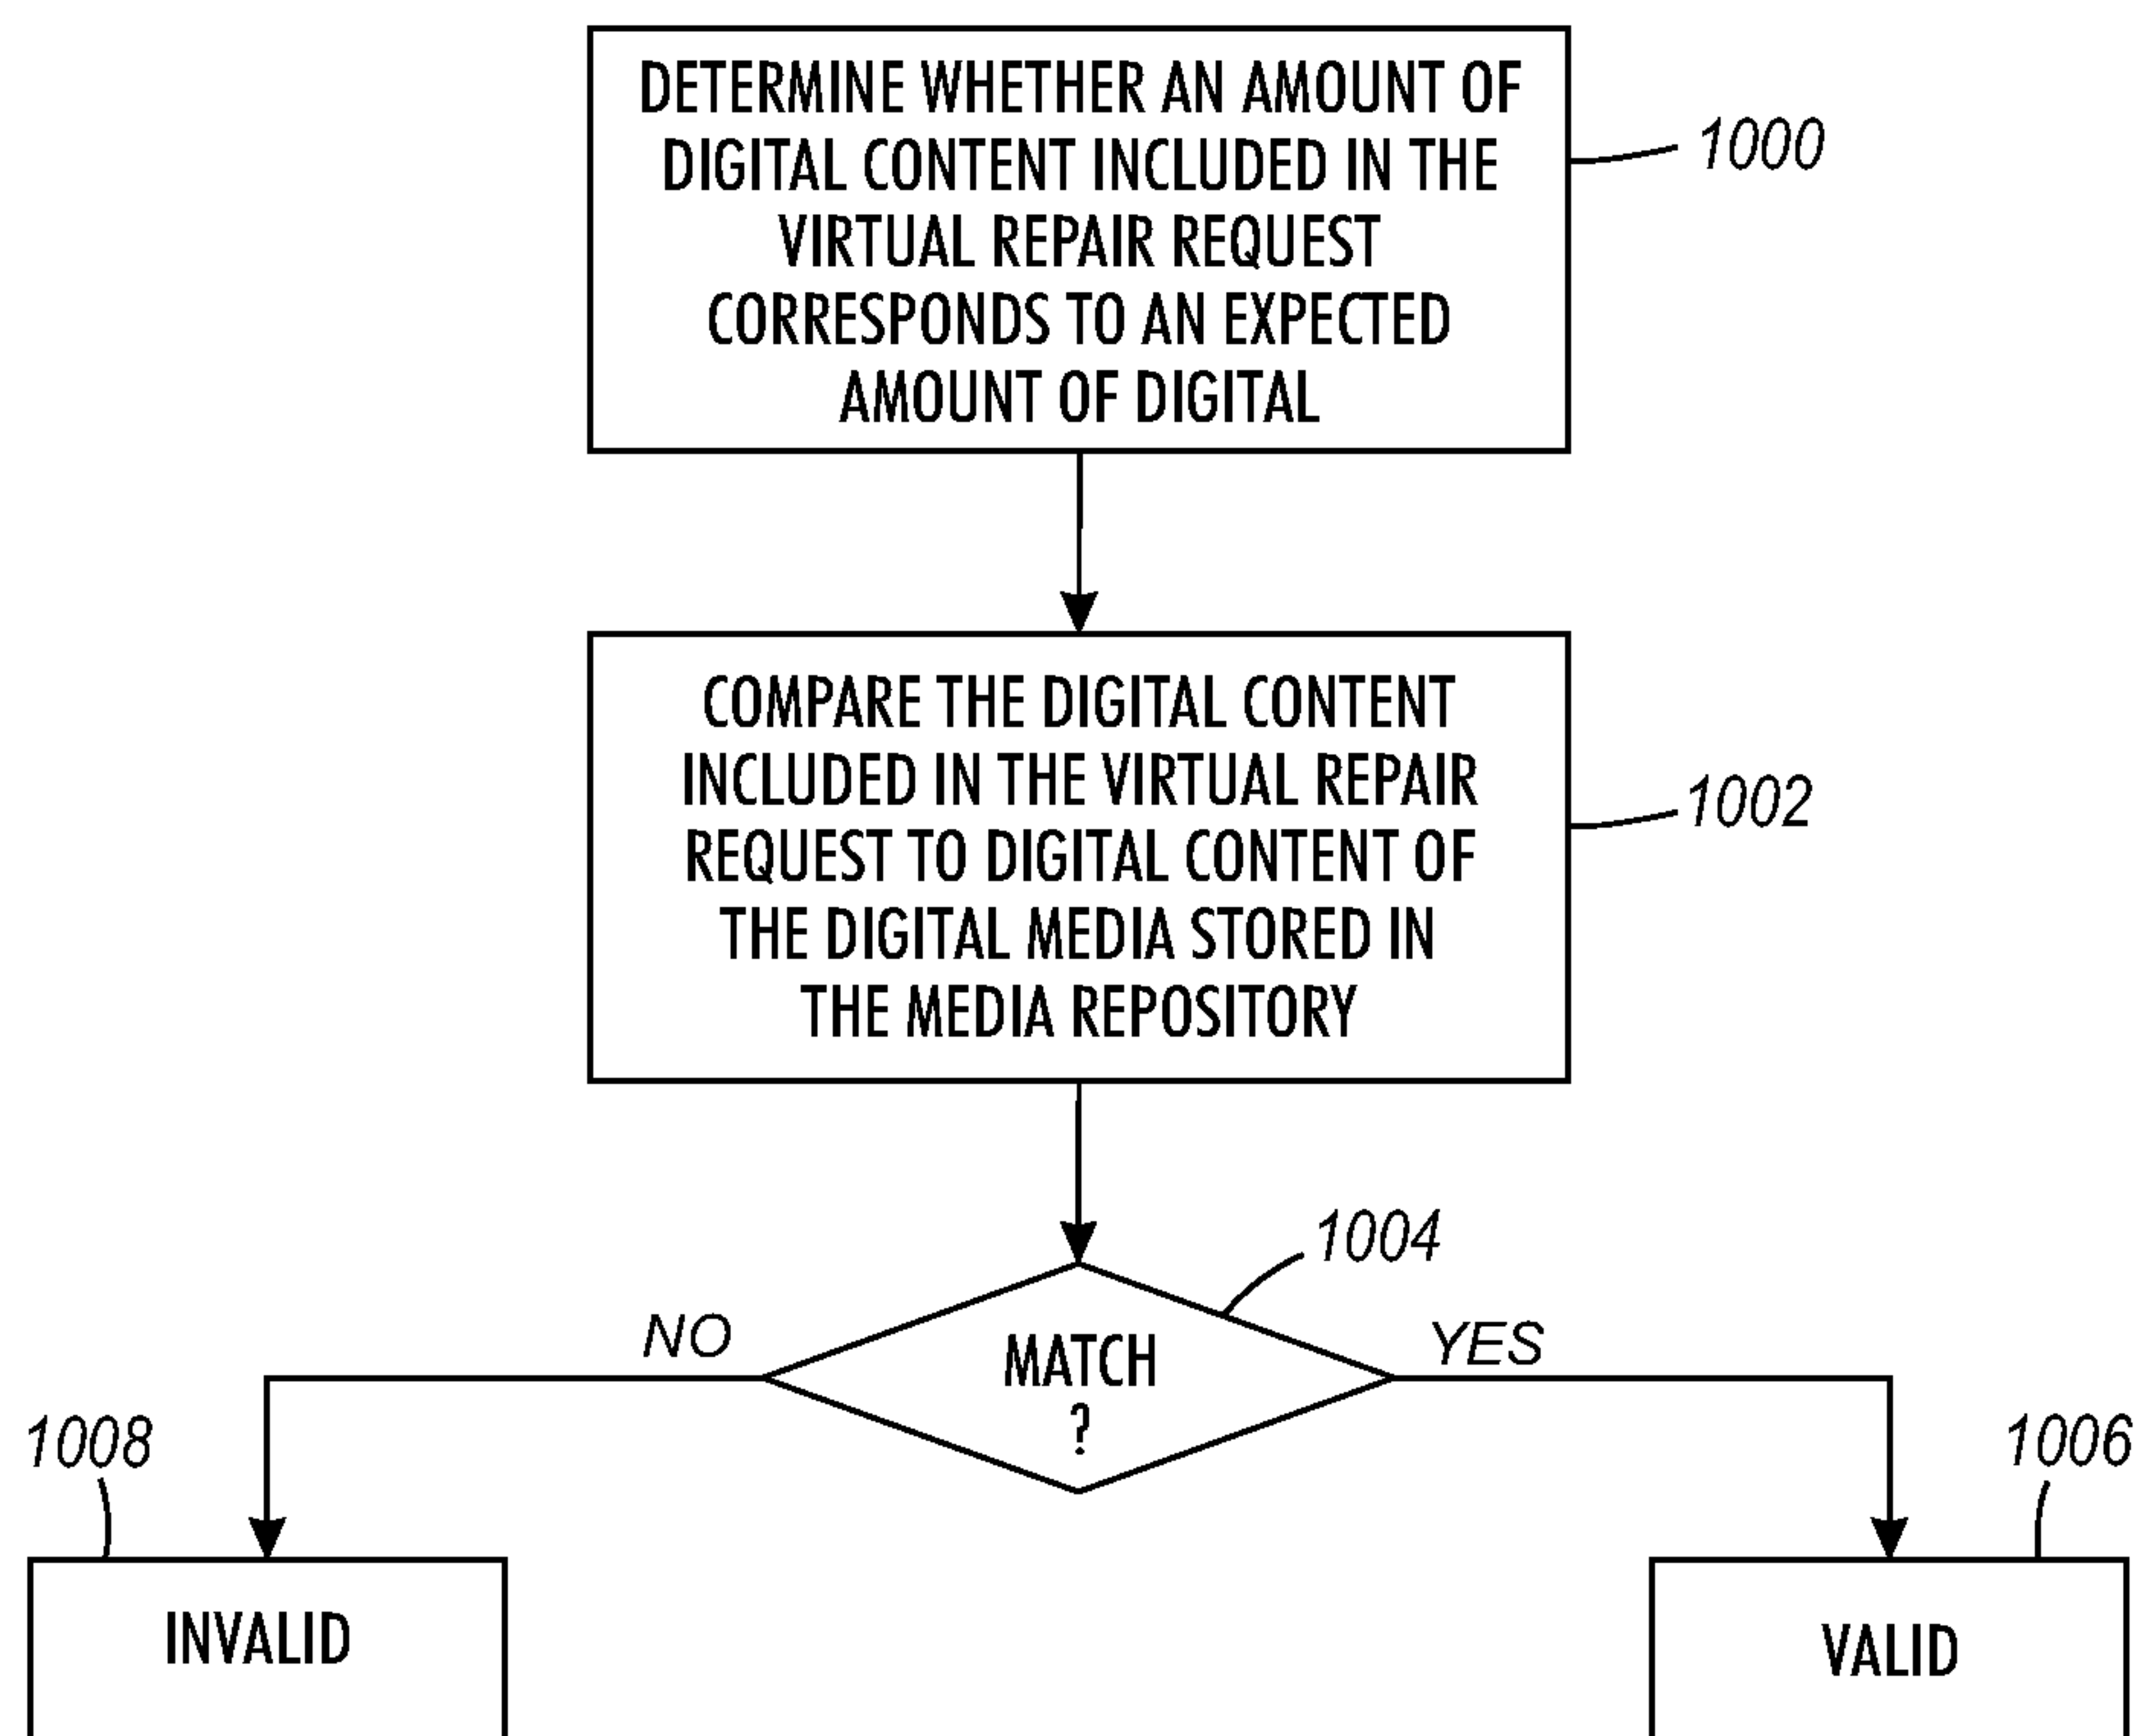 DETERMINE WHETHER AN AMOUNT OF
DIGITAL CONTENT INCLUDED IN THE
VIRTUAL REPAIR REQUEST
CORRESPONDS TO AN EXPECTED
AMOUNT OF DIGITAL
1000
COMPARE THE DIGITAL CONTENT
INCLUDED IN THE VIRTUAL REPAIR
REQUEST TO DIGITAL CONTENT OF
THE DIGITAL MEDIA STORED IN
THE MEDIA REPOSITORY
1002
1004
NO
MATCH
?
YES
1008
1006
INVALID
VALID